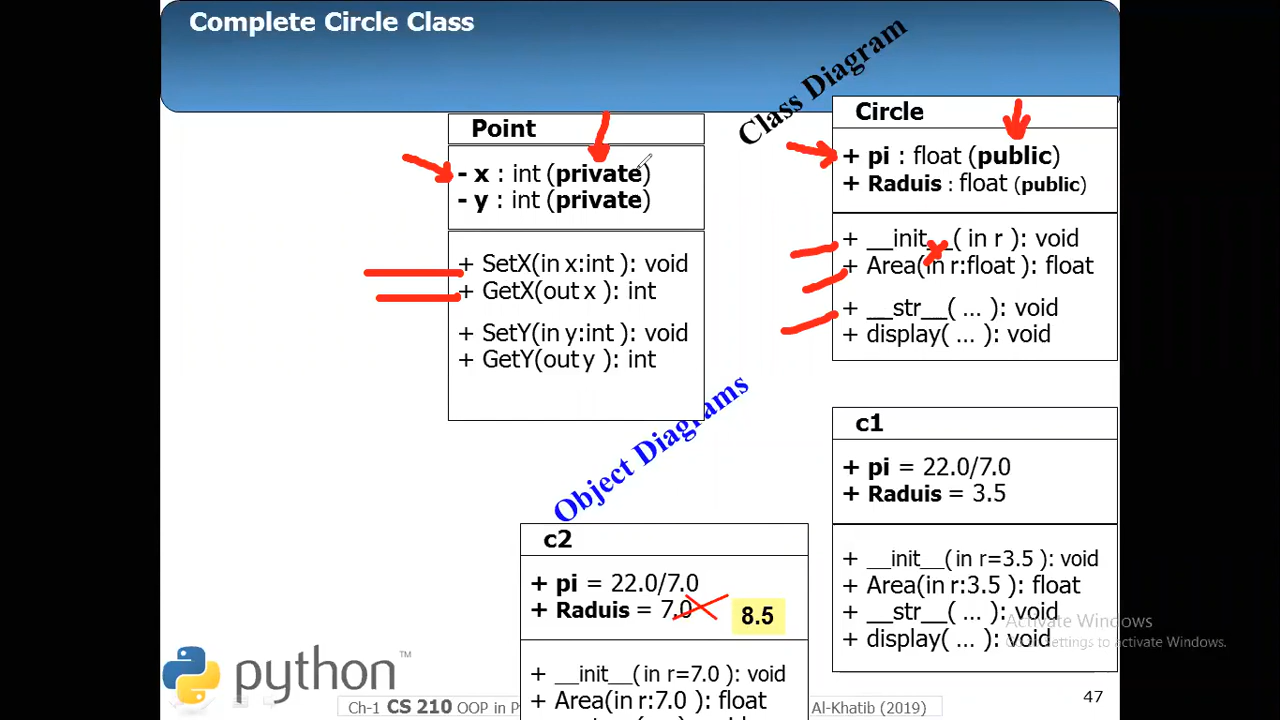 Complete Circle Class
Class Diagram
Point
- x : int (private)
- y : int (private)
+ SetX(in x:int ): void
+ GetX(out x ): int
+ SetY(in y:int ): void
+ GetY(out y ): int
Circle
+ pi : float (public)
+ Raduis : float (public)
+ __init__( in r ): void
+ Area(in r:float ): float
+ __str__( ... ): void
+ display( ... ): void
Object Diagrams
c1
+ pi = 22.0/7.0
+ Raduis = 3.5
+ __init__(in r=3.5 ): void
+ Area(in r:3.5 ): float
+ __str__( ... ): void
+ display( ... ): void
c2
+ pi = 22.0/7.0
+ Raduis = 7.0
8.5
+ __init__(in r=7.0 ): void
+ Area(in r:7.0 ): float
Activate Windows
Settings to activate Windows.
python™
Ch-1 CS 210 OOP in P
Al-Khatib (2019)
47